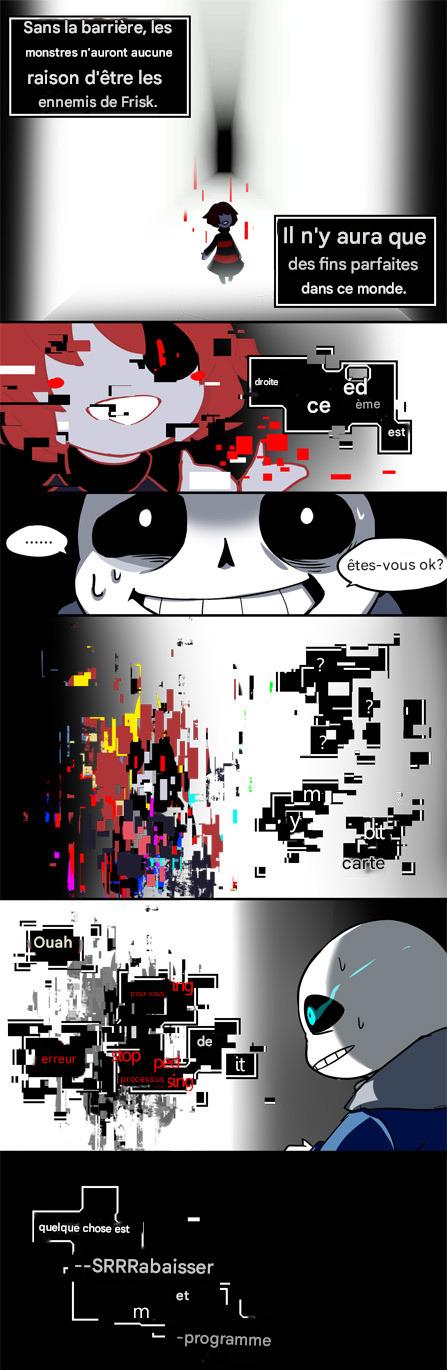 Sans la barrière, les
monstres n'auront aucune
raison d'être les
ennemis de Frisk.
Il n'y aura que
des fins parfaites
dans ce monde.
droite
ed
ce
ème
est
......
êtes-vous ok?
?
?
?
?
m
y
bit
carte
Ouah
ing
pour vous
de
stop
erreur
ped
it
processus
sing
quelque chose est
--SRRRabaisser
et
m
-programme